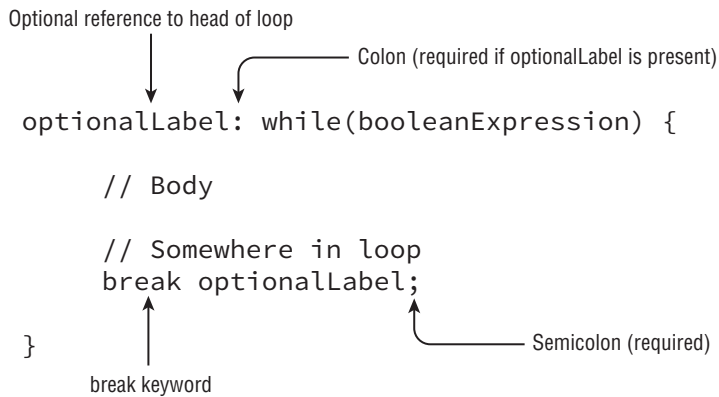 Optional reference to head of loop
Colon (required if optionalLabel is present)
optionalLabel: while(booleanExpression) {
// Body
// Somewhere in loop
break optionalLabel;
}
Semicolon (required)
break keyword